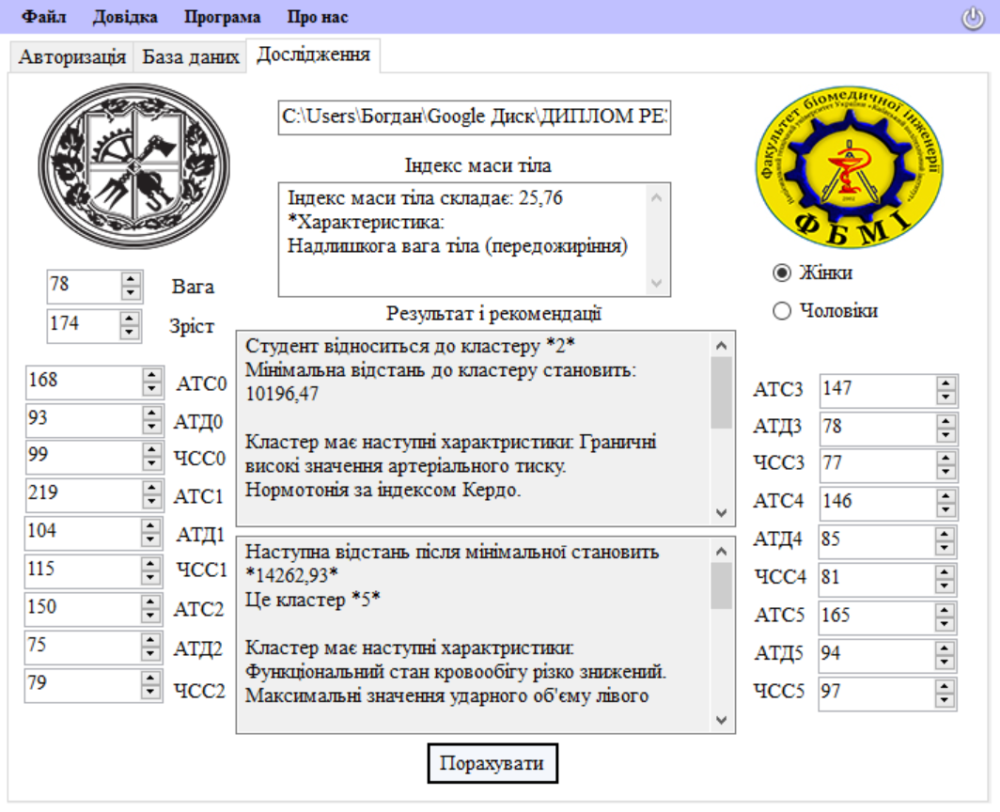 Файл Довідка Програма Про нас
Авторизація База даних Дослідження
C:\Users\Богдан\Google Диск\ДИПЛОМ РЕ
Факультет біомедичної інженерії
2002
ФБМІ
Індекс маси тіла
Індекс маси тіла складає: 25,76
*Характеристика:
Надлишкога вага тіла (передожиріння)
78 Вага
174 Зріст
Жінки
Чоловіки
Результат і рекомендації
Студент відноситься до кластеру *2*
Мінімальна відстань до кластеру становить:
10196,47
Кластер має наступні характристики: Граничні
високі значення артеріального тиску.
Нормотонія за індексом Кердо.
Наступна відстань після мінімальної становить
*14262,93*
Це кластер *5*
Кластер має наступні характристики:
Функціональний стан кровообігу різко знижений.
Максимальні значення ударного об'єму лівого
168 АТС0
93 АТД0
99 ЧСС0
219 АТС1
104 АТД1
115 ЧСС1
150 АТС2
75 АТД2
79 ЧСС2
АТС3 147
АТД3 78
ЧСС3 77
АТС4 146
АТД4 85
ЧСС4 81
АТС5 165
АТД5 94
ЧСС5 97
Порахувати